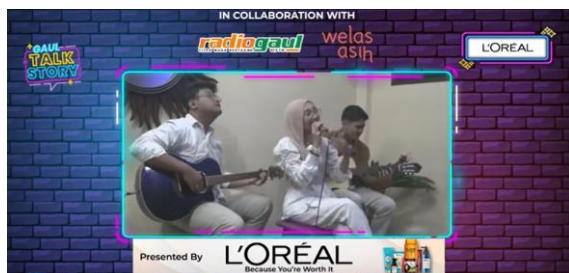 IN COLLABORATION WITH
radiogaul
welas
asih
GAUL
TALK
STORY
L'ORÉAL
Presented By
L'ORÉAL
Because You're Worth It